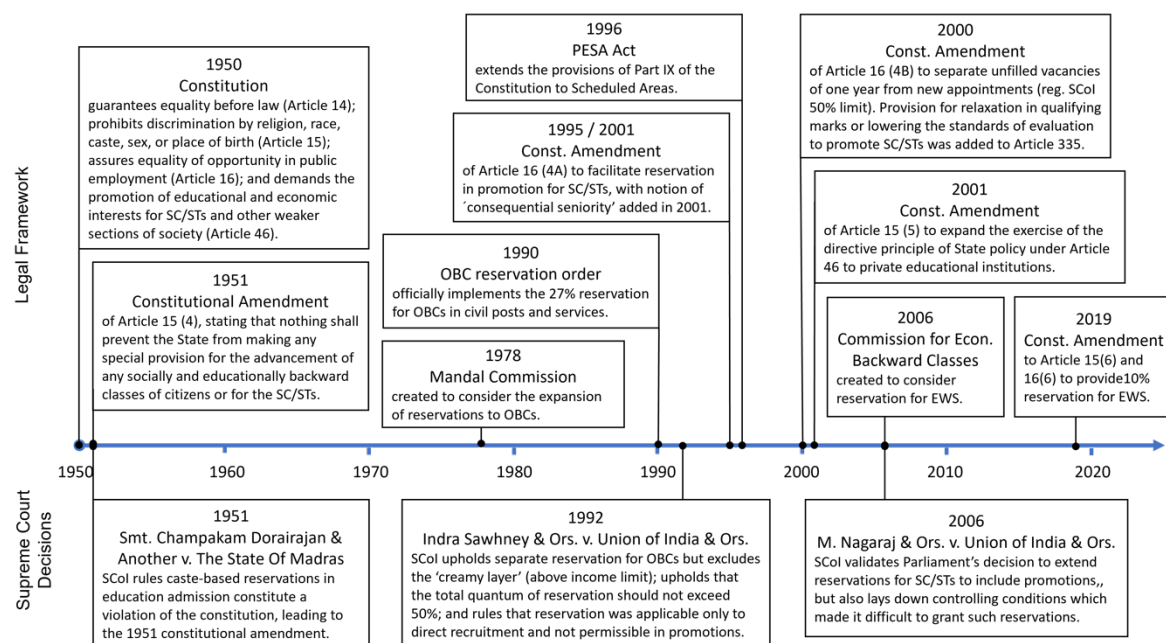 Legal Framework
1950
Constitution
guarantees equality before law (Article 14);
prohibits discrimination by religion, race,
caste, sex, or place of birth (Article 15);
assures equality of opportunity in public
employment (Article 16); and demands the
promotion of educational and economic
interests for SC/STs and other weaker
sections of society (Article 46).
1951
Constitutional Amendment
of Article 15 (4), stating that nothing shall
prevent the State from making any
special provision for the advancement of
any socially and educationally backward
classes of citizens or for the SC/STs.
1996
PESA Act
extends the provisions of Part IX of the
Constitution to Scheduled Areas.
1995 / 2001
Const. Amendment
of Article 16 (4A) to facilitate reservation
in promotion for SC/STs, with notion of
´consequential seniority’ added in 2001.
1990
OBC reservation order
officially implements the 27% reservation
for OBCs in civil posts and services.
1978
Mandal Commission
created to consider the expansion
of reservations to OBCs.
2000
Const. Amendment
of Article 16 (4B) to separate unfilled vacancies
of one year from new appointments (reg. SCoI
50% limit). Provision for relaxation in qualifying
marks or lowering the standards of evaluation
to promote SC/STs was added to Article 335.
2001
Const. Amendment
of Article 15 (5) to expand the exercise of the
directive principle of State policy under Article
46 to private educational institutions.
2006
Commission for Econ.
Backward Classes
created to consider
reservation for EWS.
2019
Const. Amendment
to Article 15(6) and
16(6) to provide10%
reservation for EWS.
1950 1960 1970 1980 1990 2000 2010 2020
Supreme Court
Decisions
1951
Smt. Champakam Dorairajan &
Another v. The State Of Madras
SCoI rules caste-based reservations in
education admission constitute a
violation of the constitution, leading to
the 1951 constitutional amendment.
1992
Indra Sawhney & Ors. v. Union of India & Ors.
SCoI upholds separate reservation for OBCs but excludes
the ‘creamy layer’ (above income limit); upholds that
the total quantum of reservation should not exceed
50%; and rules that reservation was applicable only to
direct recruitment and not permissible in promotions.
2006
M. Nagaraj & Ors. v. Union of India & Ors.
SCoI validates Parliament’s decision to extend
reservations for SC/STs to include promotions,,
but also lays down controlling conditions which
made it difficult to grant such reservations.